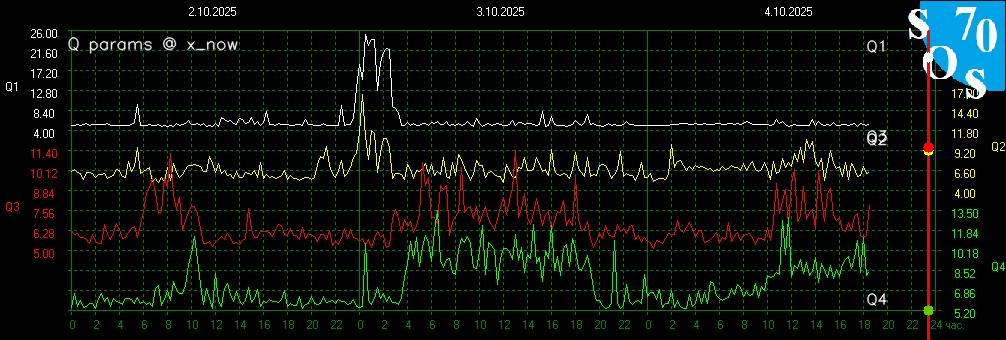 2.10.2025 3.10.2025 4.10.2025
Q params @ x_now
26.00
21.60
17.20
12.80
8.40
4.00
11.40
10.12
8.84
7.56
6.28
5.00
Q1
Q3
Q1
Q2
Q4
S
O
S
70
14.40
11.80
9.20
6.60
4.00
13.50
11.84
10.18
8.52
6.86
5.20
Q2
Q4
0 2 4 6 8 10 12 14 16 18 20 22 0 2 4 6 8 10 12 14 16 18 20 22 0 2 4 6 8 10 12 14 16 18 20 22 24 час.